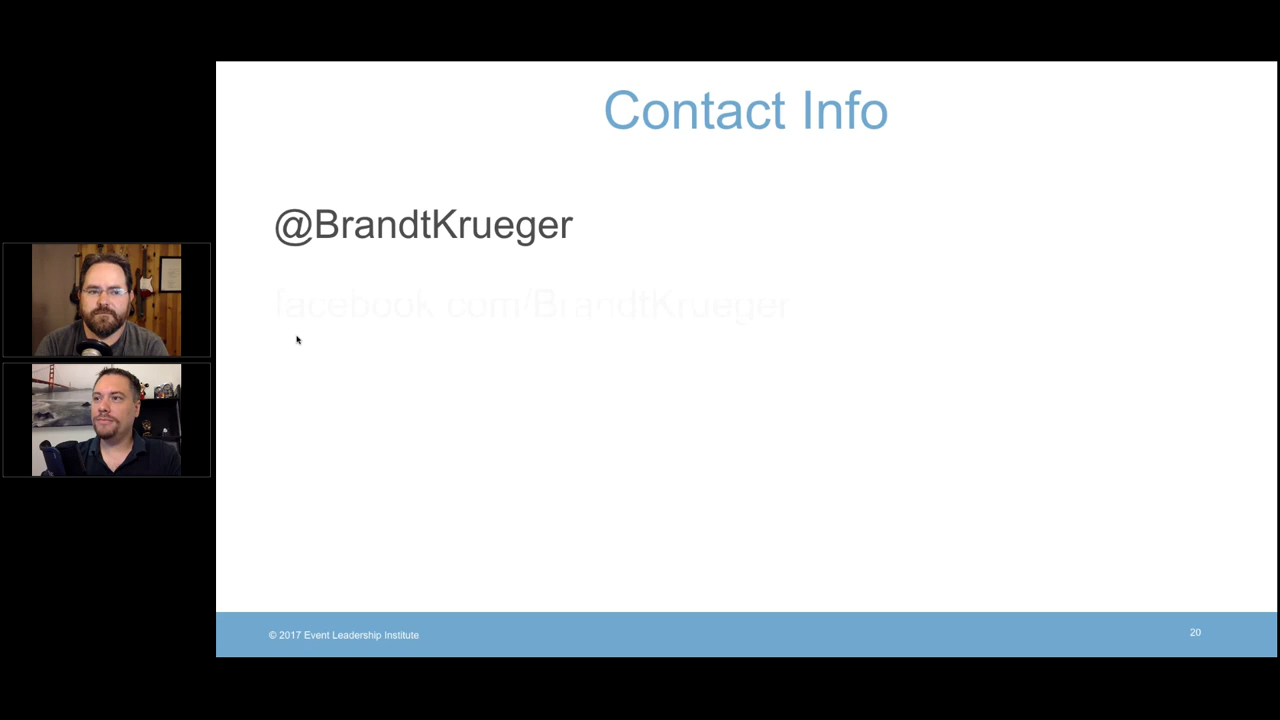 Contact Info
@BrandtKrueger
facebook.com/BrandtKrueger
© 2017 Event Leadership Institute
20